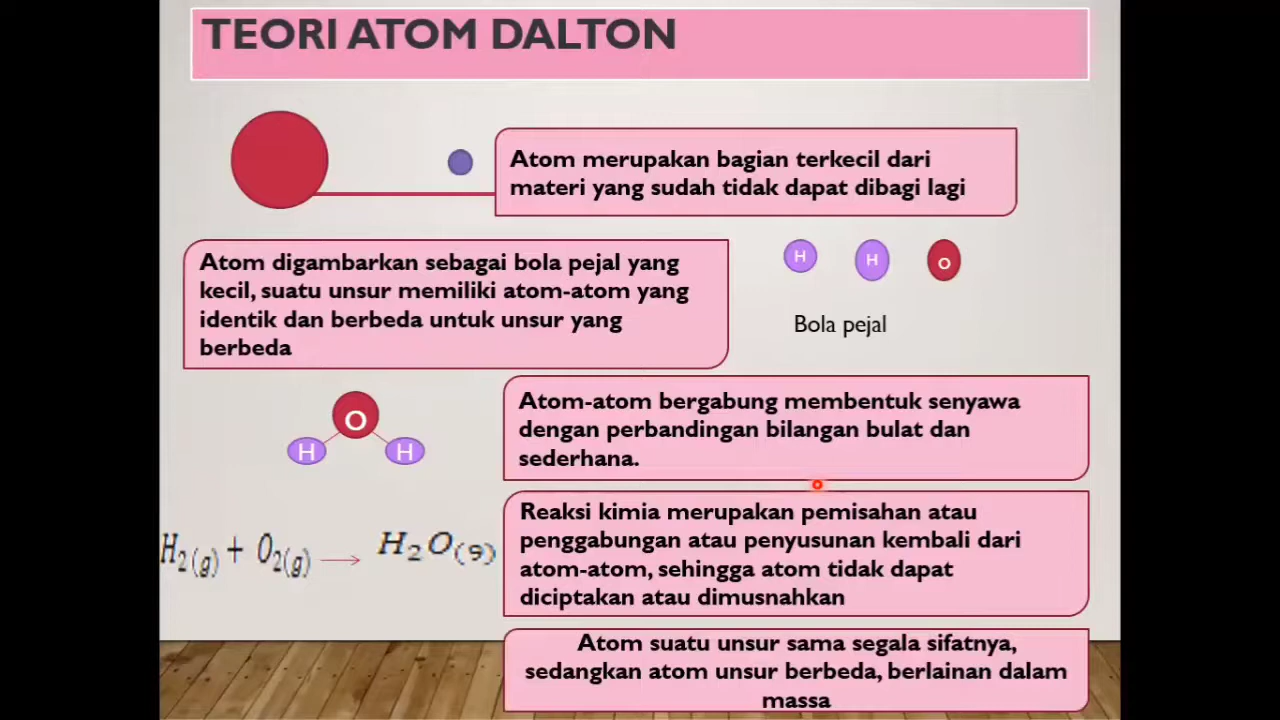 TEORI ATOM DALTON
Atom merupakan bagian terkecil dari
materi yang sudah tidak dapat dibagi lagi
Atom digambarkan sebagai bola pejal yang
kecil, suatu unsur memiliki atom-atom yang
identik dan berbeda untuk unsur yang
berbeda
H H O
Bola pejal
O
H H
Atom-atom bergabung membentuk senyawa
dengan perbandingan bilangan bulat dan
sederhana.
H₂(g) + O₂(g) → H₂O(9)
Reaksi kimia merupakan pemisahan atau
penggabungan atau penyusunan kembali dari
atom-atom, sehingga atom tidak dapat
diciptakan atau dimusnahkan
Atom suatu unsur sama segala sifatnya,
sedangkan atom unsur berbeda, berlainan dalam
massa